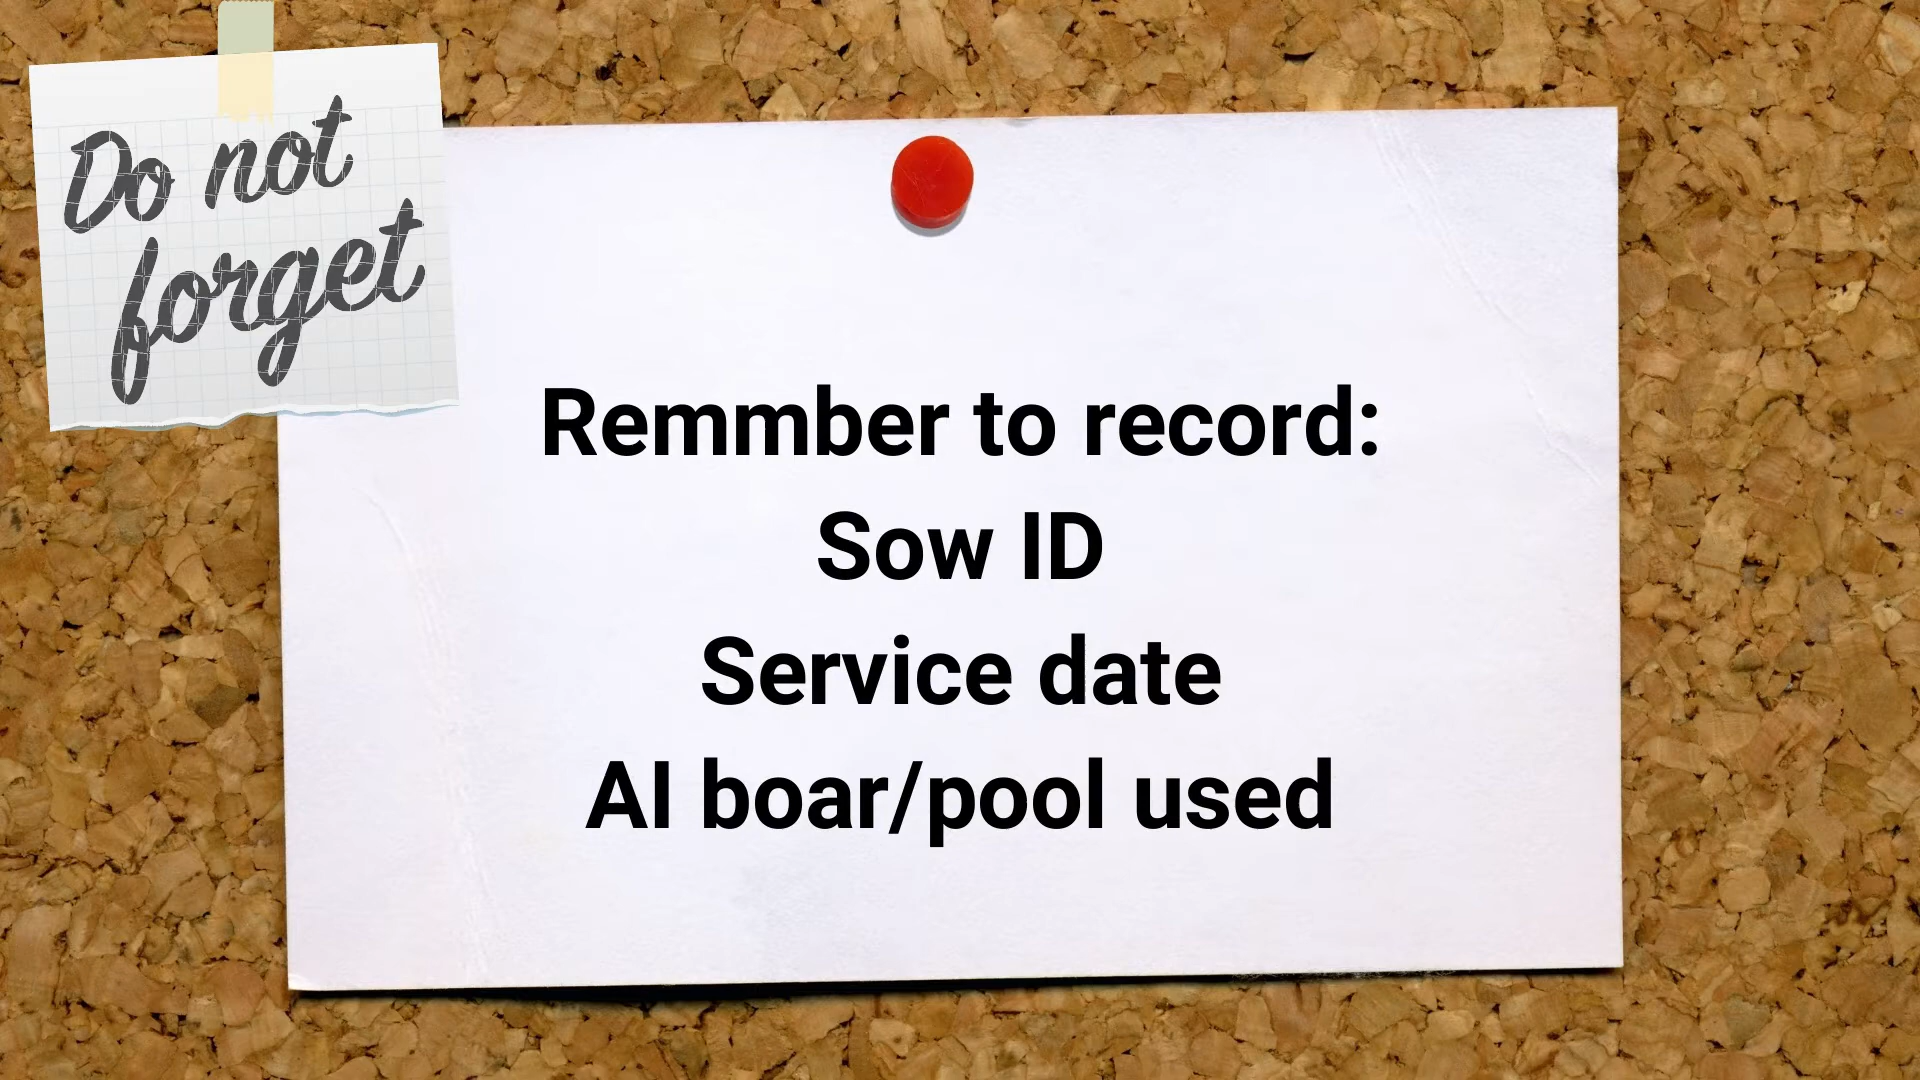 Do not
forget
Remmber to record:
Sow ID
Service date
AI boar/pool used